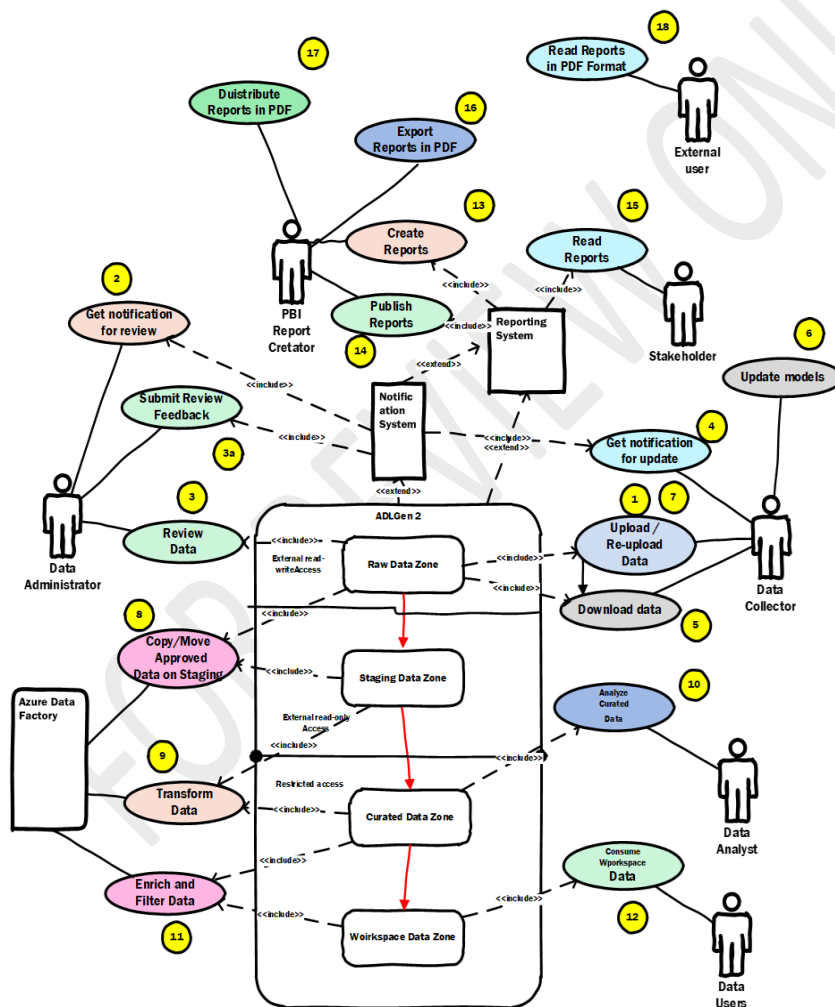 18
Read Reports
in PDF Format
External
user
17
Duistribute
Reports in PDF
16
Export
Reports in PDF
13
Create
Reports
PBI
Report
Cretator
Publish
Reports
14
15
Read
Reports
Stakeholder
<<include>>
<<include>>
<<include>>
Reporting
System
<<extend>>
2
Get notification
for review
<<include>>
Submit Review
Feedback
3a
<<include>>
Notific
ation
System
<<include>>
<<extend>>
<<extend>>
6
Update models
4
Get notification
for update
3
Review
Data
Data
Administrator
1
7
Upload /
Re-upload
Data
Download data
5
Data
Collector
ADLGen 2
<<include>>
External read-
writeAccess
Raw Data Zone
<<include>>
<<include>>
<<include>>
8
Copy/Move
Approved
Data on Staging
<<include>>
Staging Data Zone
Azure Data
Factory
External read-only
Access
<<include>>
9
Transform
Data
Restricted access
<<include>>
Curated Data Zone
<<include>>
10
Analyze
Curated
Data
Data
Analyst
<<include>>
Enrich and
Filter Data
11
<<include>>
Woirkspace Data Zone
<<include>>
Consume
Wporkspace
Data
12
Data
Users
FOR REVIEW ONL